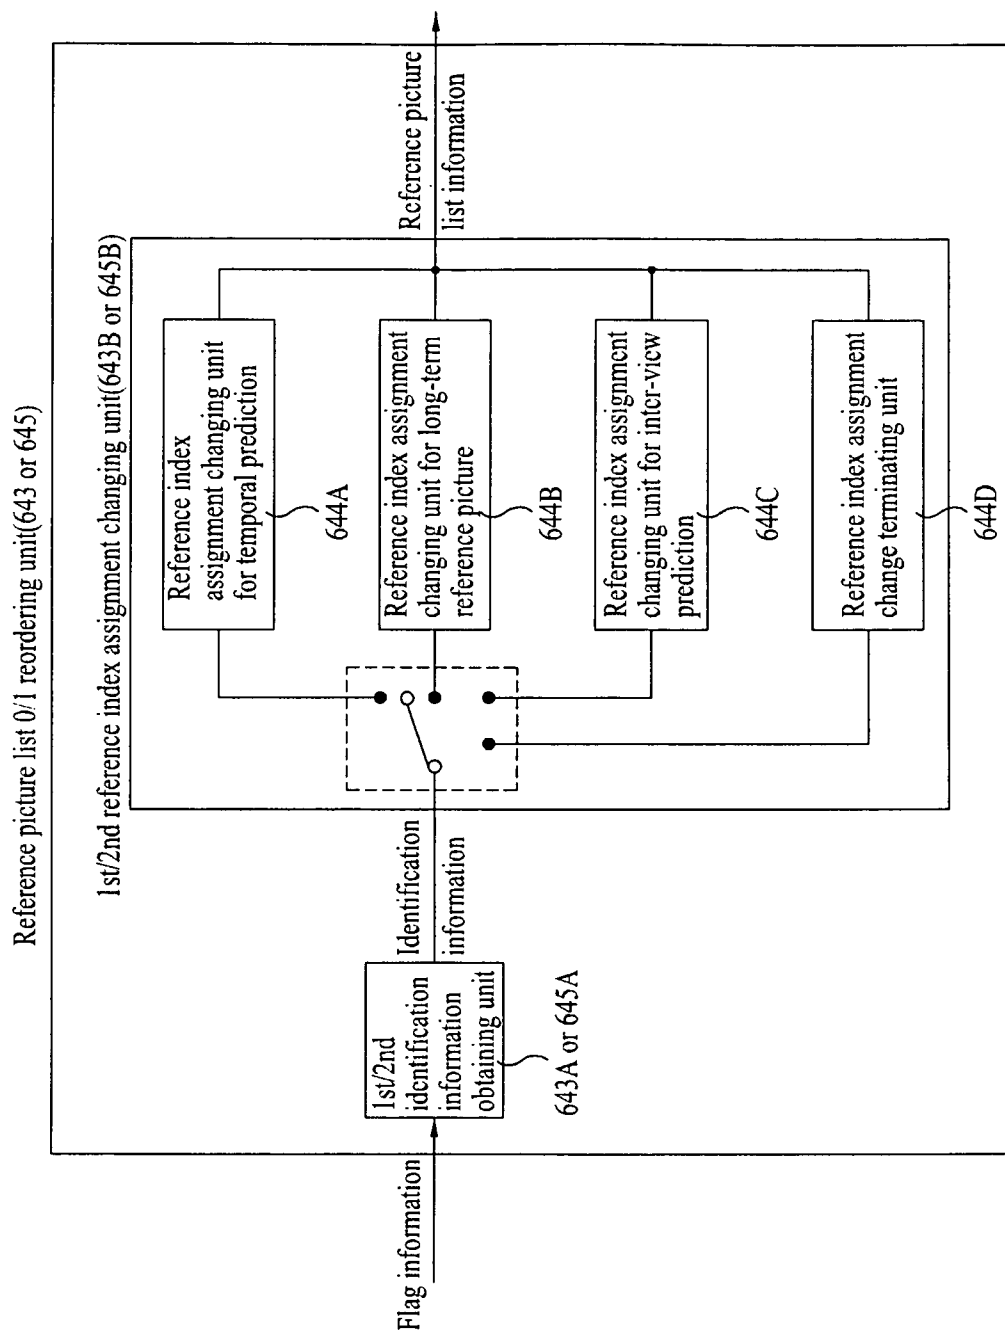 Reference picture list 0/1 reordering unit(643 or 645)
1st/2nd reference index assignment changing unit(643B or 645B)
Flag information
1st/2nd
identification
information
obtaining unit
643A or 645A
Identification
information
Reference index
assignment changing unit
for temporal prediction
644A
Reference index assignment
changing unit for long-term
reference picture
644B
Reference index assignment
changing unit for inter-view
prediction
644C
Reference index assignment
change terminating unit
644D
Reference picture
list information